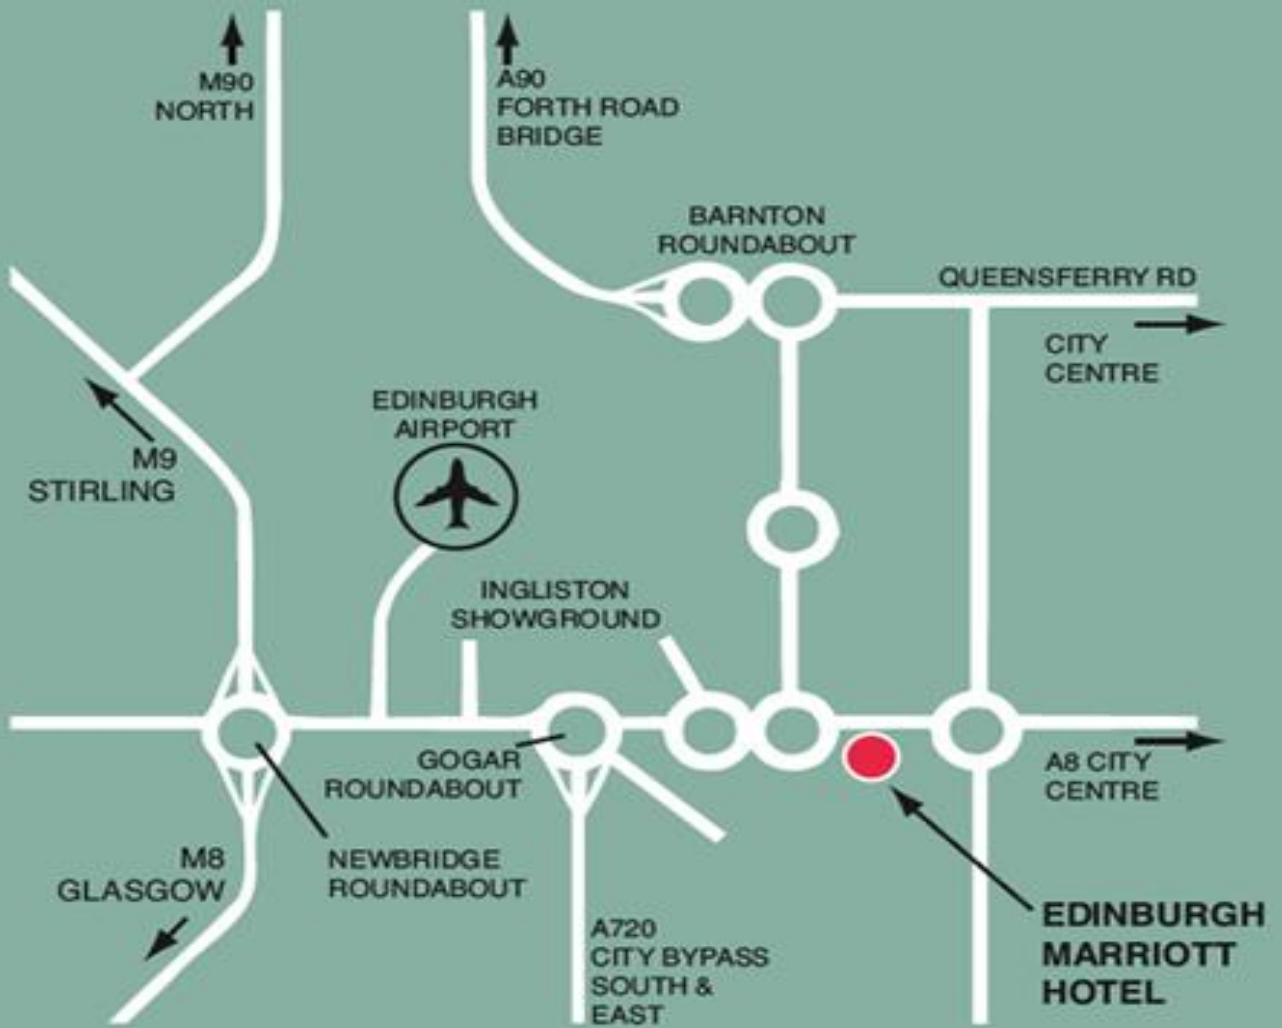 M90
NORTH
A90
FORTH ROAD
BRIDGE
BARNTON
ROUNDABOUT
QUEENSFERRY RD
CITY
CENTRE
EDINBURGH
AIRPORT
M9
STIRLING
INGLISTON
SHOWGROUND
GOGAR
ROUNDABOUT
A8 CITY
CENTRE
M8
GLASGOW
NEWBRIDGE
ROUNDABOUT
A720
CITY BYPASS
SOUTH &
EAST
EDINBURGH
MARRIOTT
HOTEL